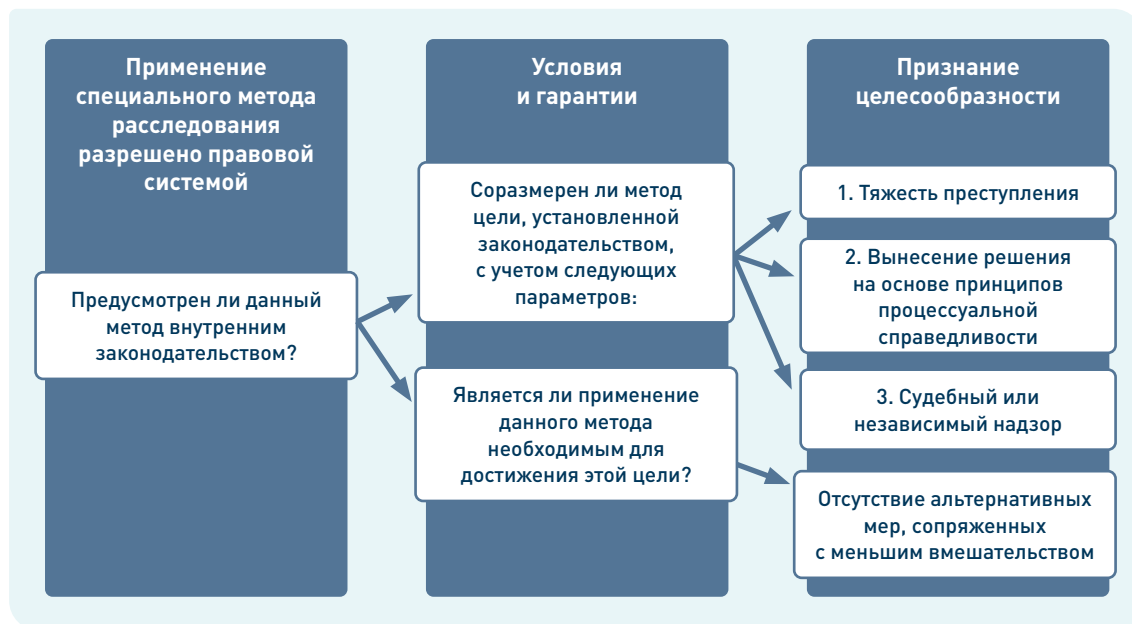 Применение
специального метода
расследования
разрешено правовой
системой
Предусмотрен ли данный
метод внутренним
законодательством?
Условия
и гарантии
Соразмерен ли метод
цели, установленной
законодательством,
с учетом следующих
параметров:
Является ли применение
данного метода
необходимым для
достижения этой цели?
Признание
целесообразности
1. Тяжесть преступления
2. Вынесение решения
на основе принципов
процессуальной
справедливости
3. Судебный или
независимый надзор
Отсутствие альтернативных
мер, сопряженных
с меньшим вмешательством